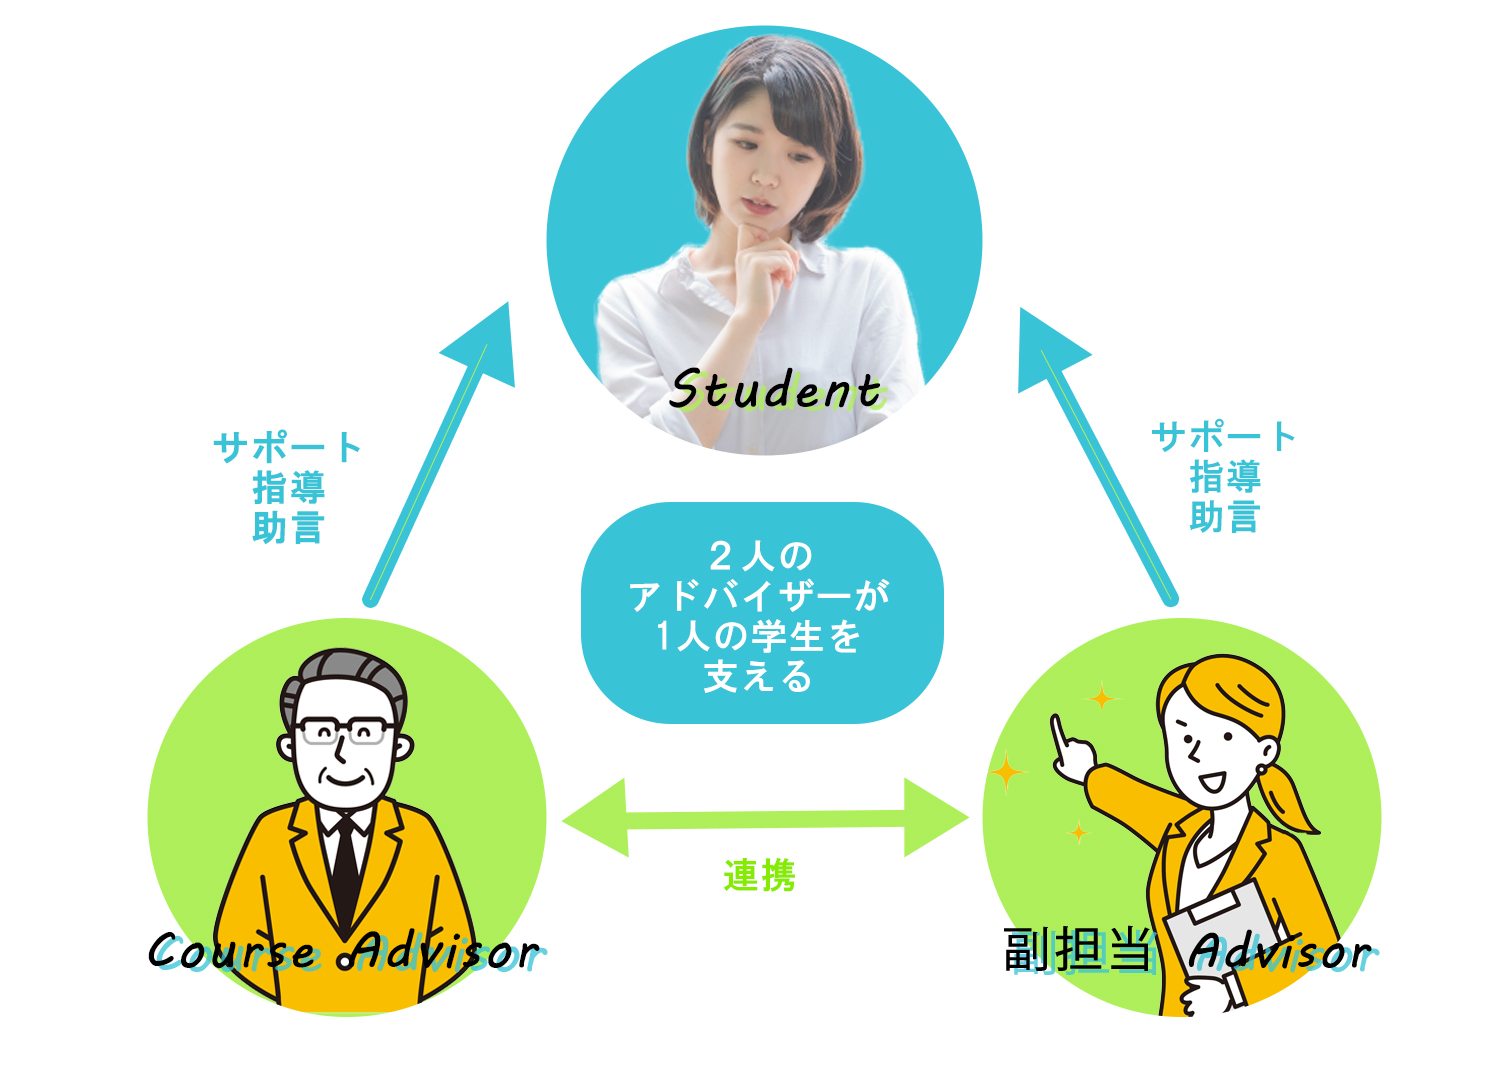 Student
サポート
指導
助言
サポート
指導
助言
２人の
アドバイザーが
1人の学生を
支える
連携
Course Advisor
副担当 Advisor